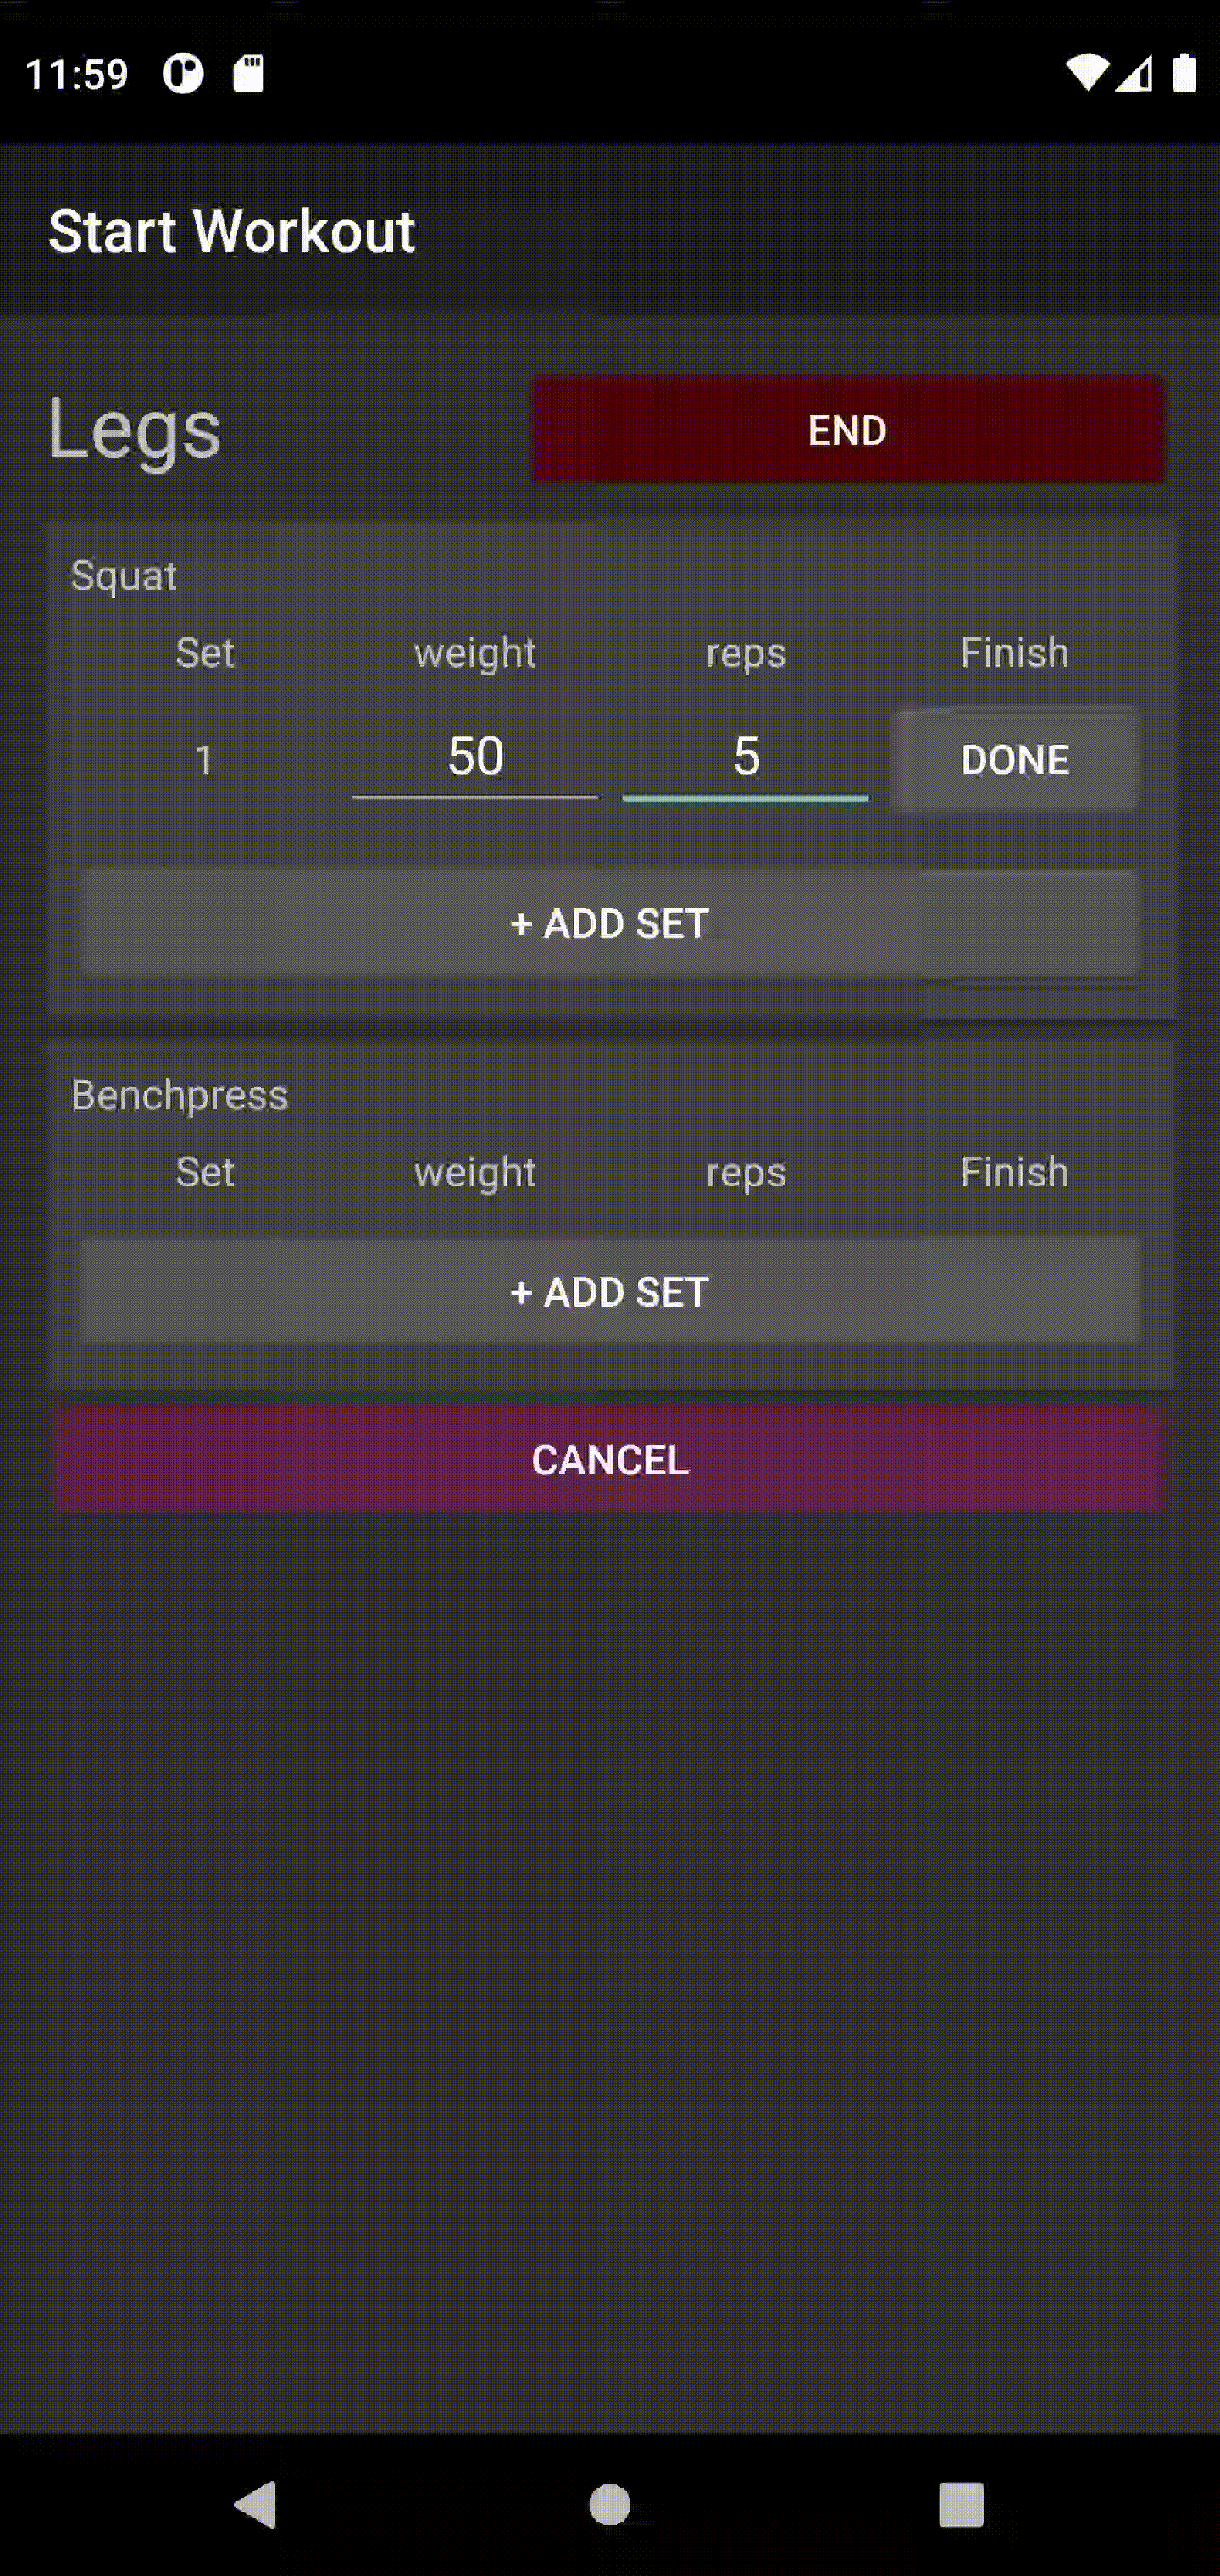 11:59
Start Workout
Legs
END
Squat
Set weight reps Finish
1 50 5 DONE
+ ADD SET
Benchpress
Set weight reps Finish
+ ADD SET
CANCEL